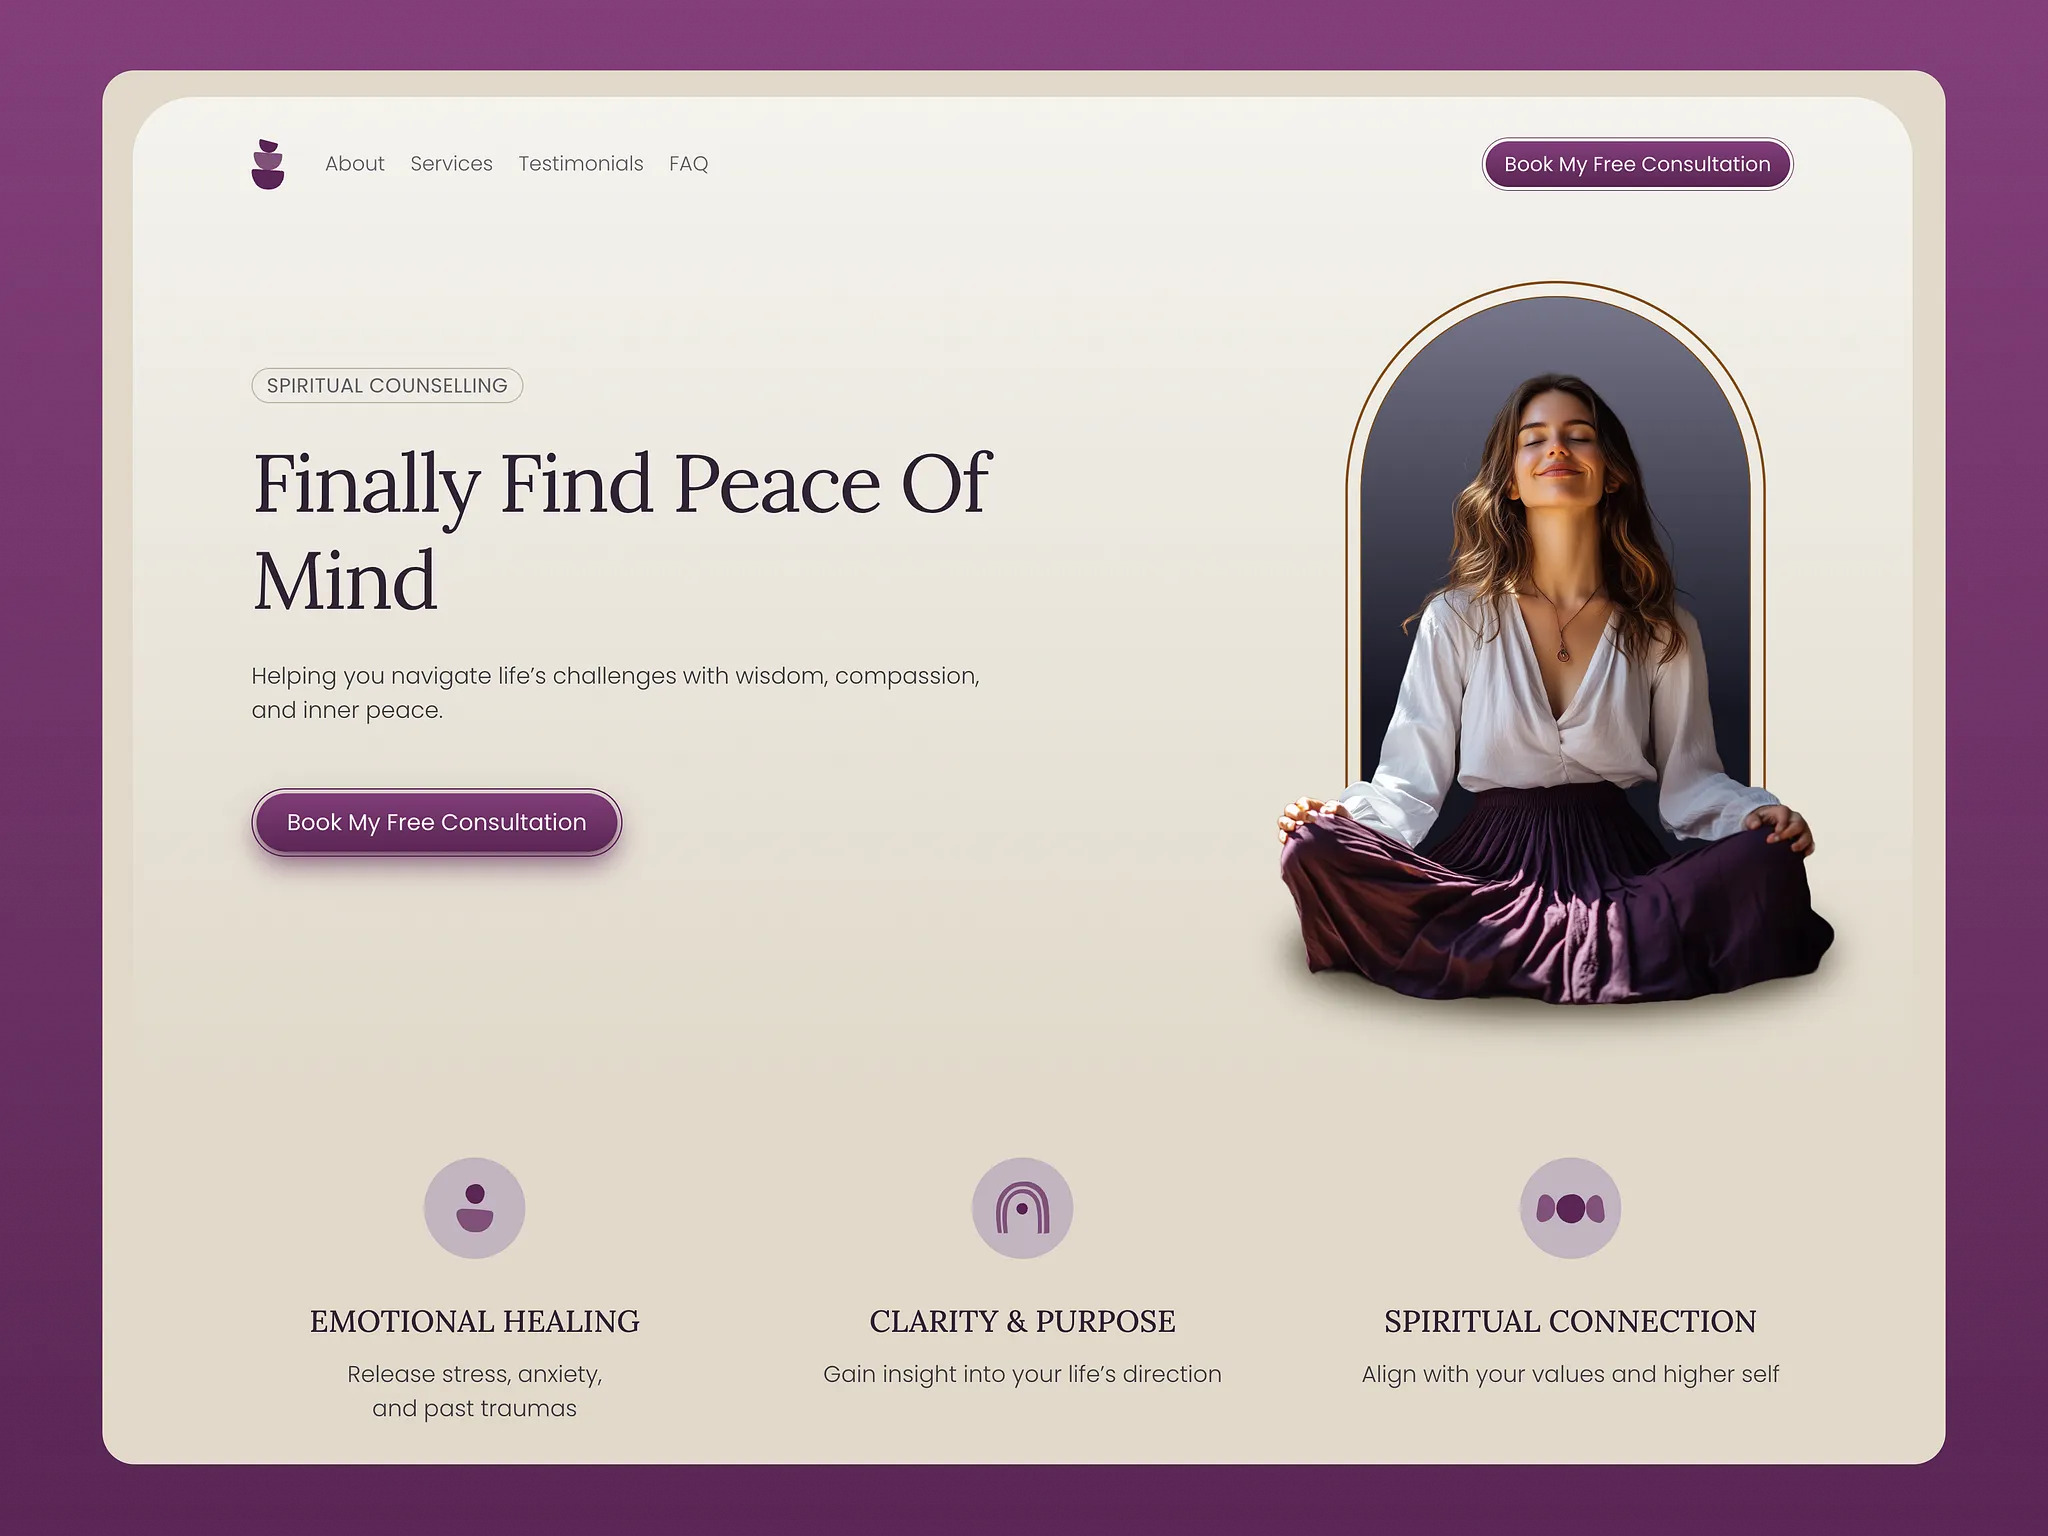 About Services Testimonials FAQ
Book My Free Consultation
SPIRITUAL COUNSELLING
Finally Find Peace Of
Mind
Helping you navigate life’s challenges with wisdom, compassion,
and inner peace.
Book My Free Consultation
EMOTIONAL HEALING
Release stress, anxiety,
and past traumas
CLARITY & PURPOSE
Gain insight into your life’s direction
SPIRITUAL CONNECTION
Align with your values and higher self